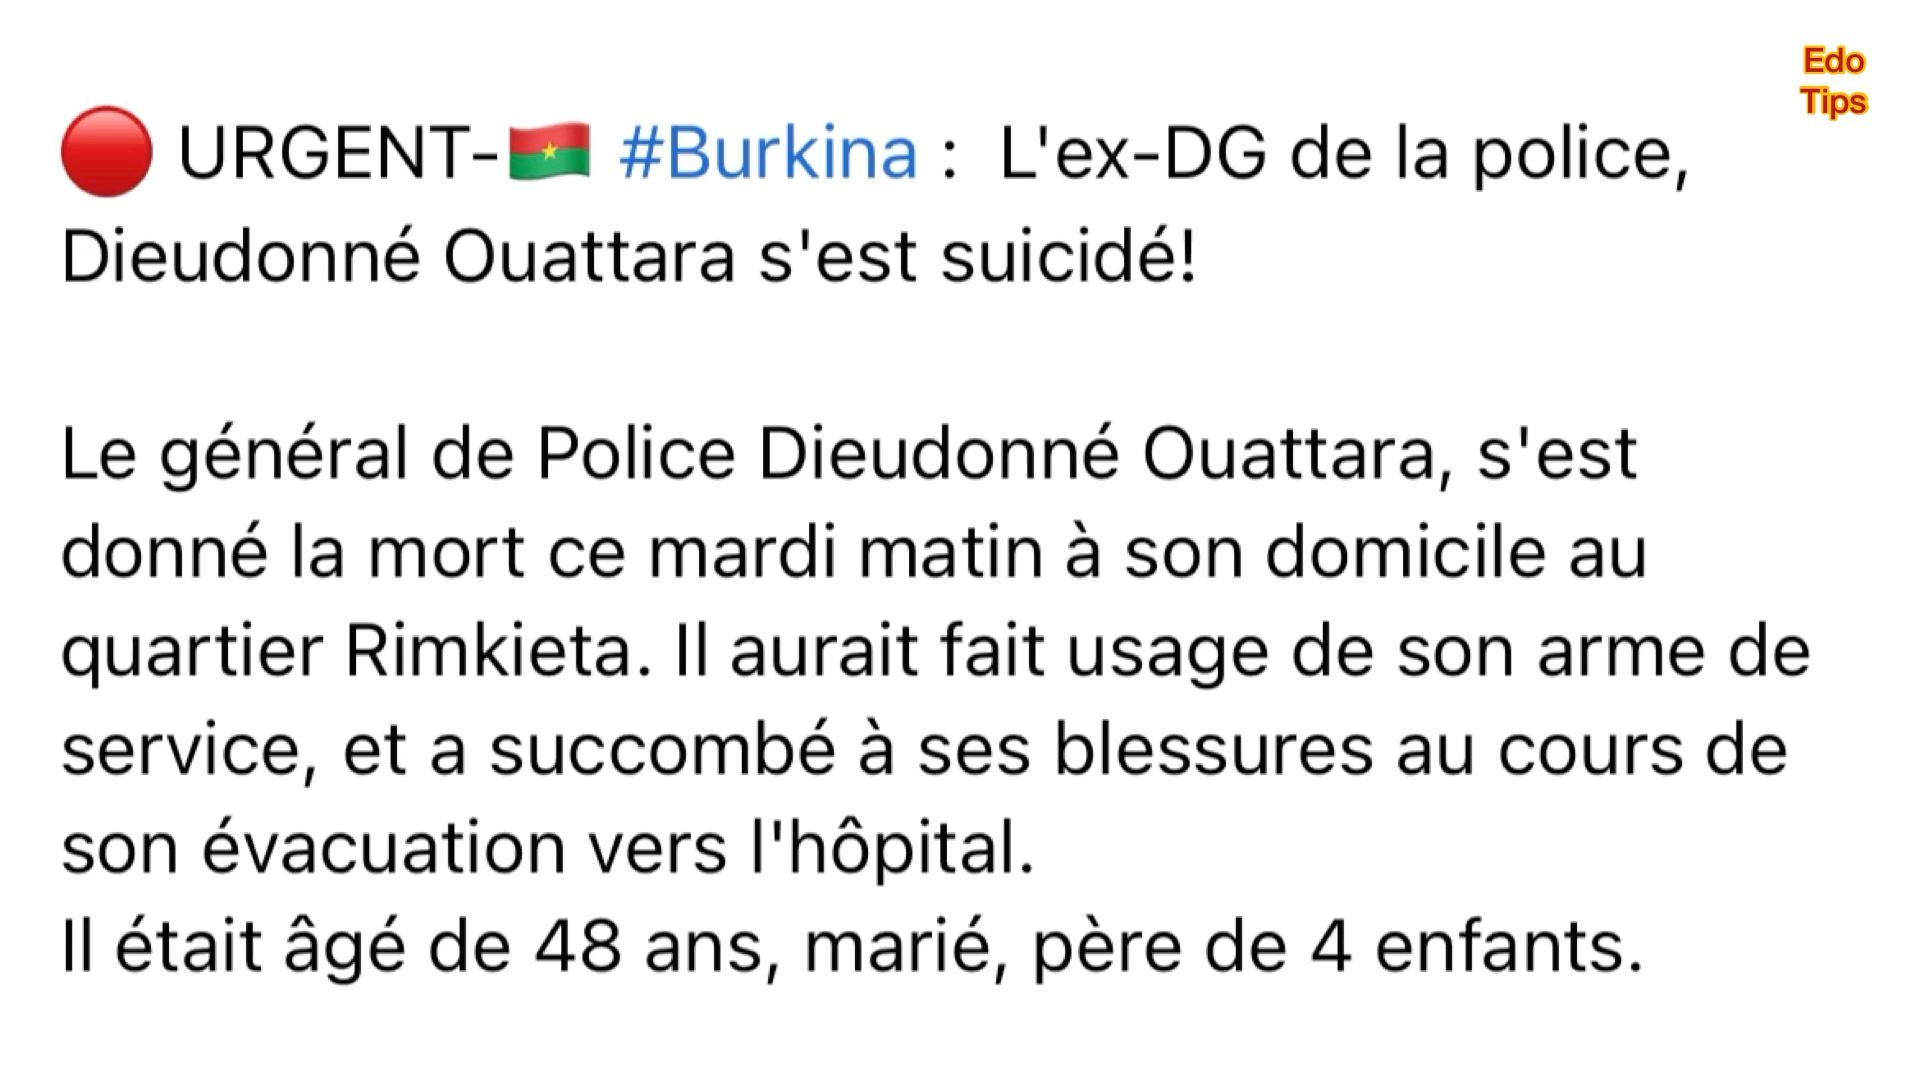 Edo
Tips
🔴 URGENT-🇧🇫 #Burkina : L'ex-DG de la police,
Dieudonné Ouattara s'est suicidé!
Le général de Police Dieudonné Ouattara, s'est
donné la mort ce mardi matin à son domicile au
quartier Rimkieta. Il aurait fait usage de son arme de
service, et a succombé à ses blessures au cours de
son évacuation vers l'hôpital.
Il était âgé de 48 ans, marié, père de 4 enfants.